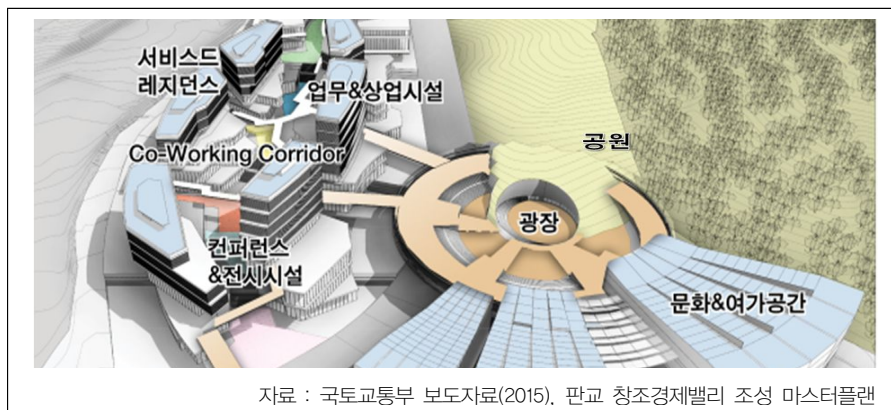 서비스드
레지던스
업무&상업시설
공원
Co-Working Corridor
광장
컨퍼런스
&전시시설
문화&여가공간
자료 : 국토교통부 보도자료(2015), 판교 창조경제밸리 조성 마스터플랜